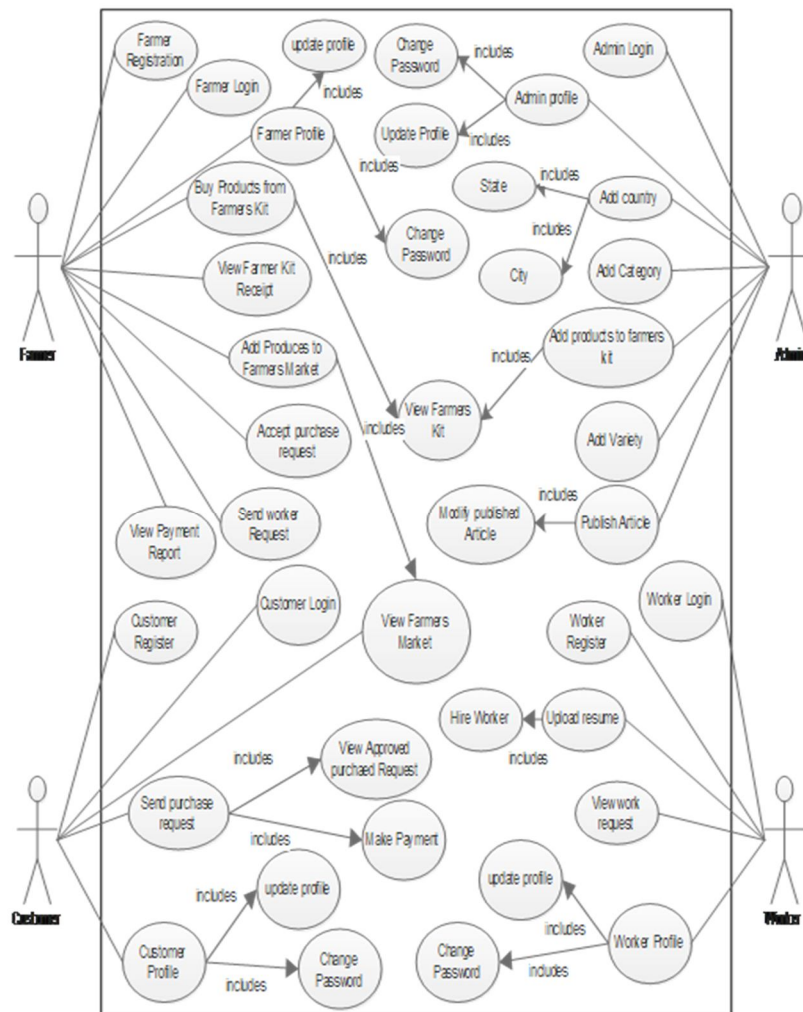 Farmer
Registration
update profile
Change
Password
includes
Admin Login
Farmer Login
includes
Admin profile
Farmer Profile
Update Profile
includes
includes
Buy Products from
Farmers Kit
State
includes
Add country
Change
Password
includes
includes
View Farmer Kit
Receipt
City
Add Category
Farmer
Add Produces to
Farmers Market
Add products to farmers
kit
includes
Admin
View Farmers
Kit
includes
Accept purchase
request
Add Variety
View Payment
Report
Send worker
Request
Modify published
Article
includes
Publish Article
Customer Login
Worker Login
Customer
Register
View Farmers
Market
Worker
Register
Hire Worker
Upload resume
includes
View Approved
purchaed Request
includes
Send purchase
request
View work
request
includes
Make Payment
Customer
update profile
includes
update profile
Worker
includes
Customer
Profile
Change
Password
includes
Change
Password
includes
Worker Profile